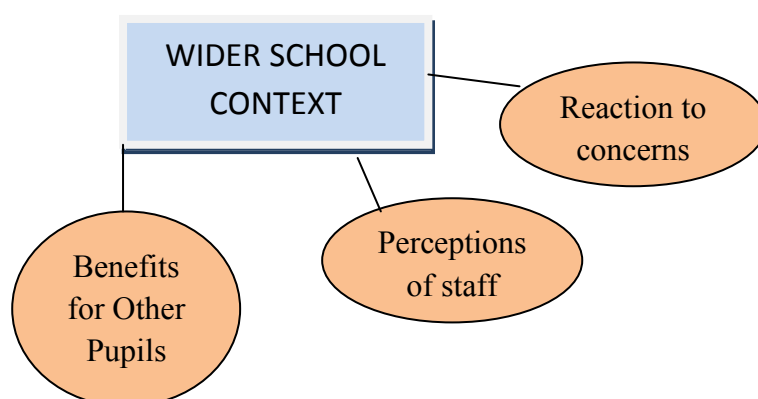 WIDER SCHOOL
CONTEXT
Reaction to
concerns
Perceptions
of staff
Benefits
for Other
Pupils